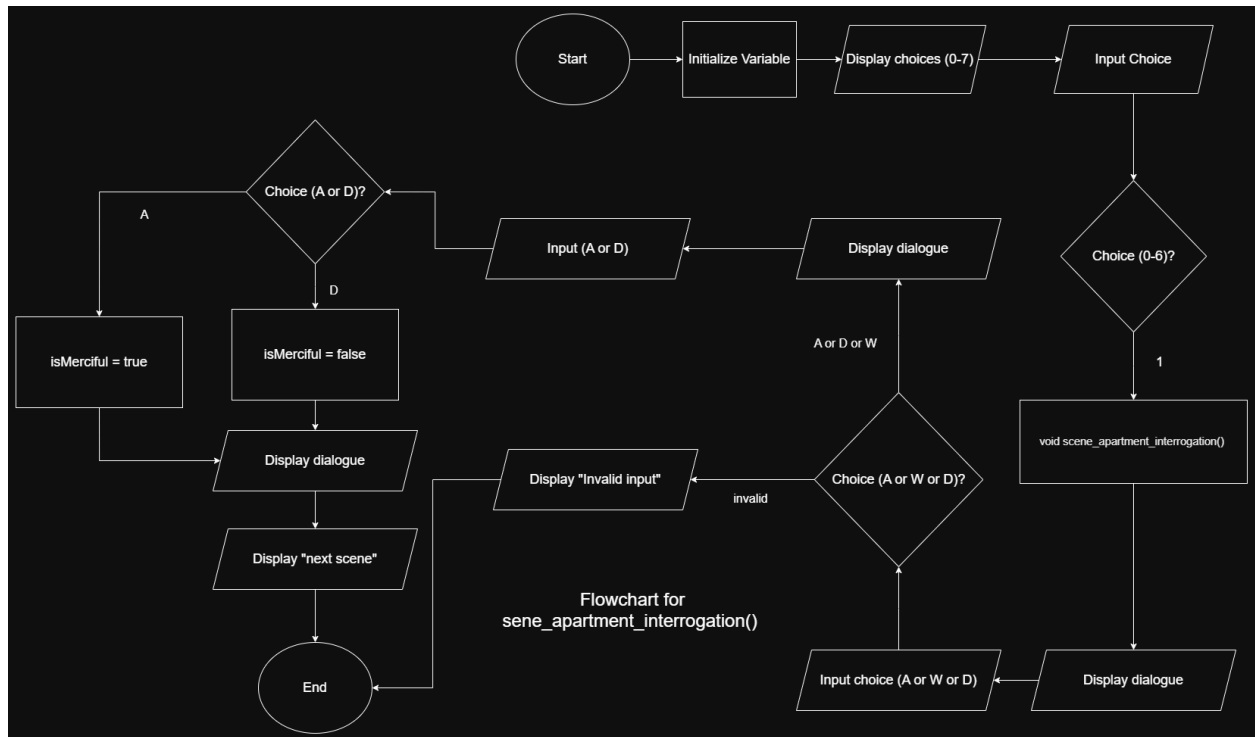 Start
Initialize Variable
Display choices (0-7)
Input Choice
Choice (0-6)?
1
void scene_apartment_interrogation()
Display dialogue
Input choice (A or W or D)
Choice (A or W or D)?
invalid
Display "Invalid input"
A or D or W
Display dialogue
Input (A or D)
Choice (A or D)?
A
D
isMerciful = true
isMerciful = false
Display dialogue
Display "next scene"
End
Flowchart for
sene_apartment_interrogation()